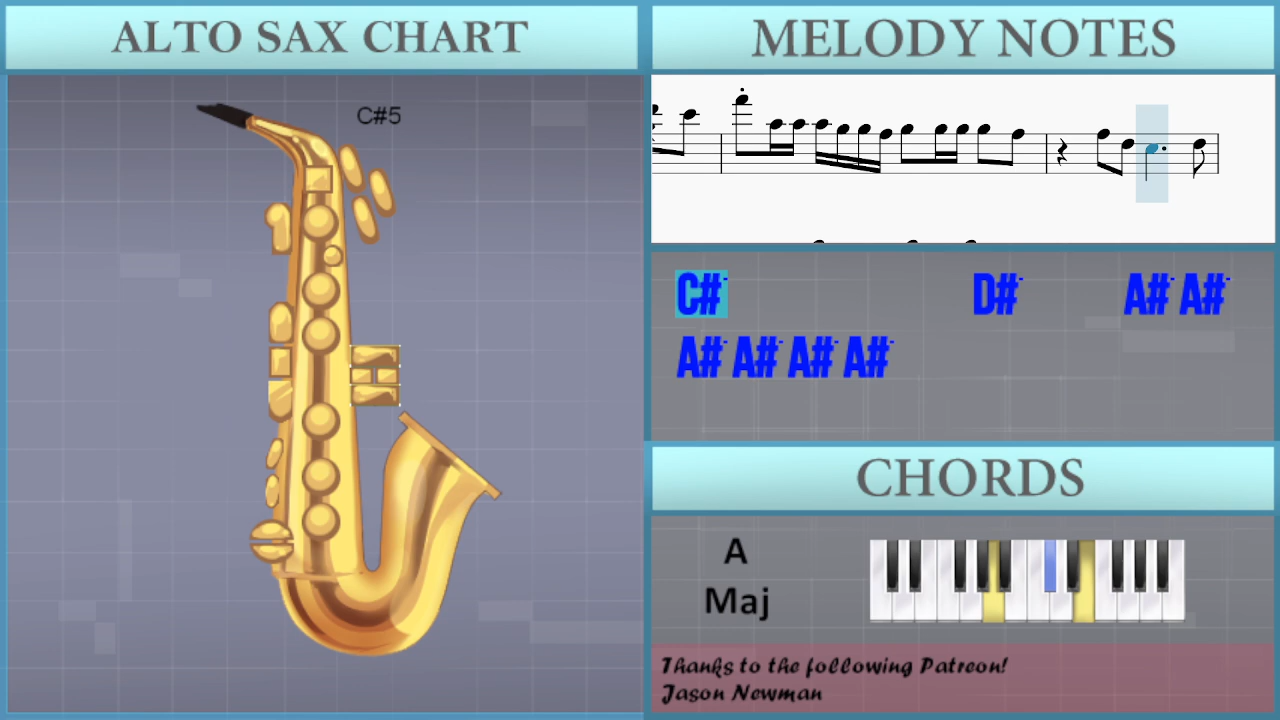 ALTO SAX CHART
C#5
MELODY NOTES
C# D# A# A#
A# A# A# A#
CHORDS
A
Maj
Thanks to the following Patreon!
Jason Newman